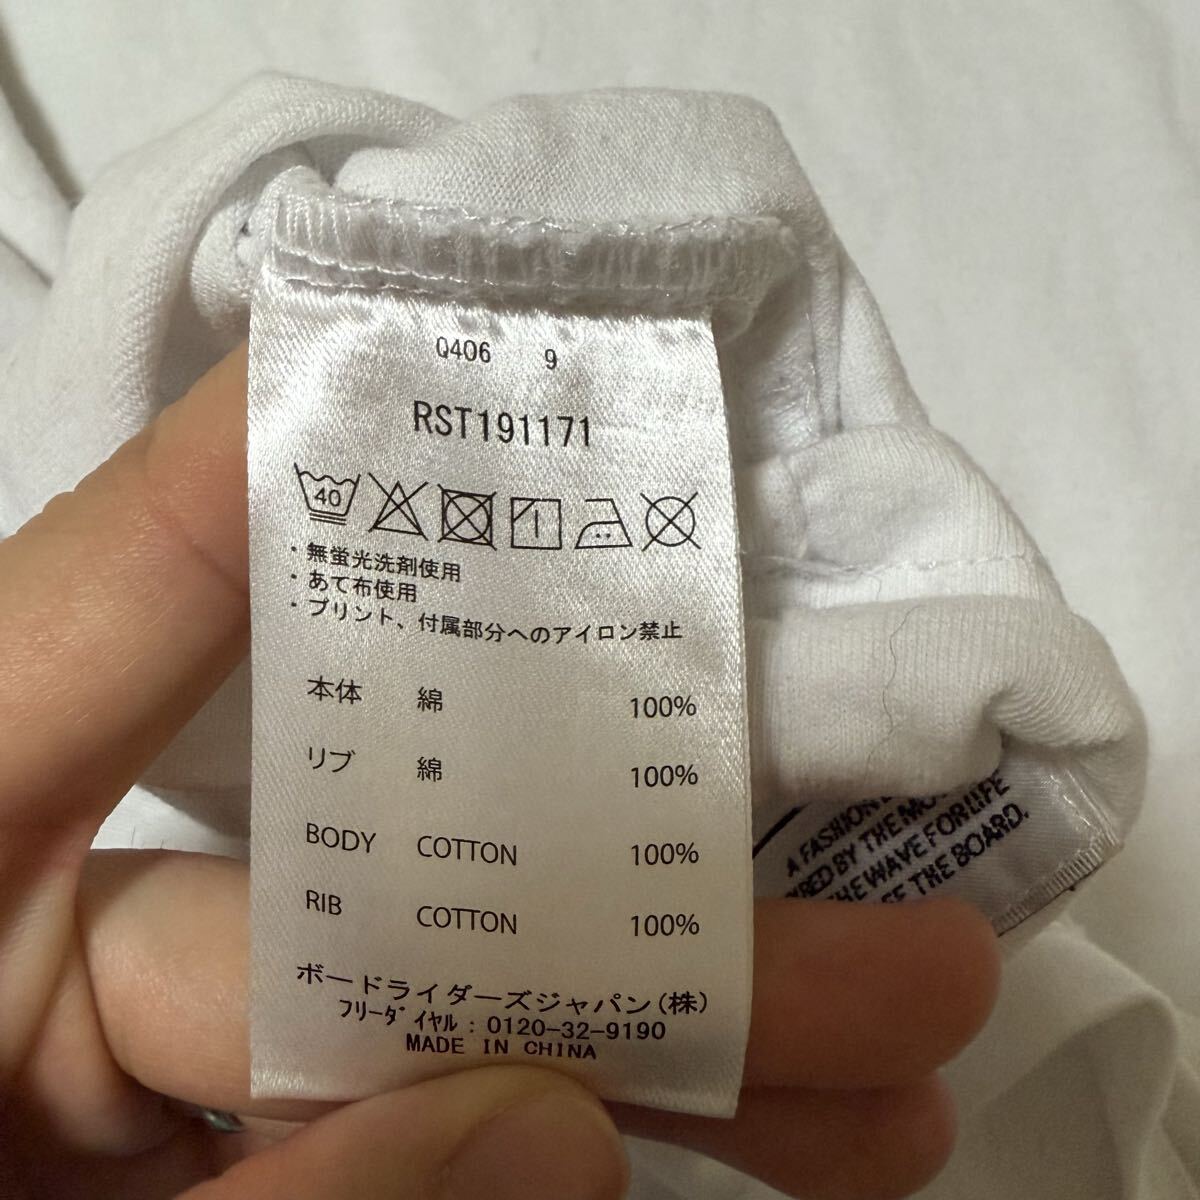 Q406 9
RST191171
40
・無蛍光洗剤使用
・あて布使用
・プリント、付属部分へのアイロン禁止
本体 綿 100%
リブ 綿 100%
BODY COTTON 100%
RIB COTTON 100%
ボードライダーズジャパン(株)
フリーダイヤル:0120-32-9190
MADE IN CHINA
A FASHION
BY THE
WAVE FOR LIFE
THE BOARD.